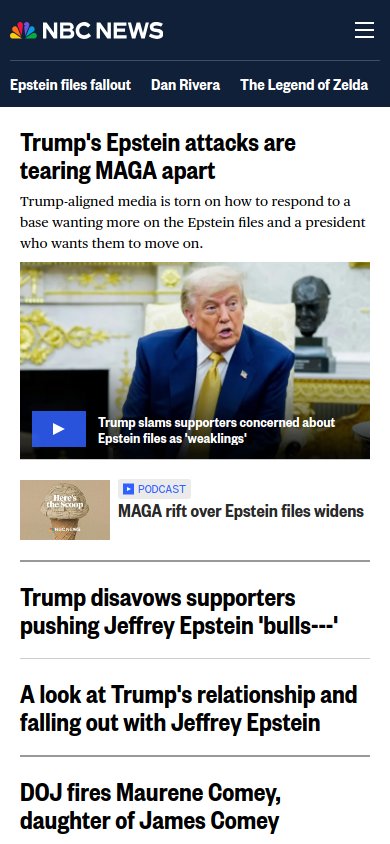 NBC NEWS
Epstein files fallout Dan Rivera The Legend of Zelda
Trump's Epstein attacks are
tearing MAGA apart
Trump-aligned media is torn on how to respond to a
base wanting more on the Epstein files and a president
who wants them to move on.
Trump slams supporters concerned about
Epstein files as 'weaklings'
Here's
the Scoop
NBC NEWS
PODCAST
MAGA rift over Epstein files widens
Trump disavows supporters
pushing Jeffrey Epstein 'bulls---'
A look at Trump's relationship and
falling out with Jeffrey Epstein
DOJ fires Maurene Comey,
daughter of James Comey